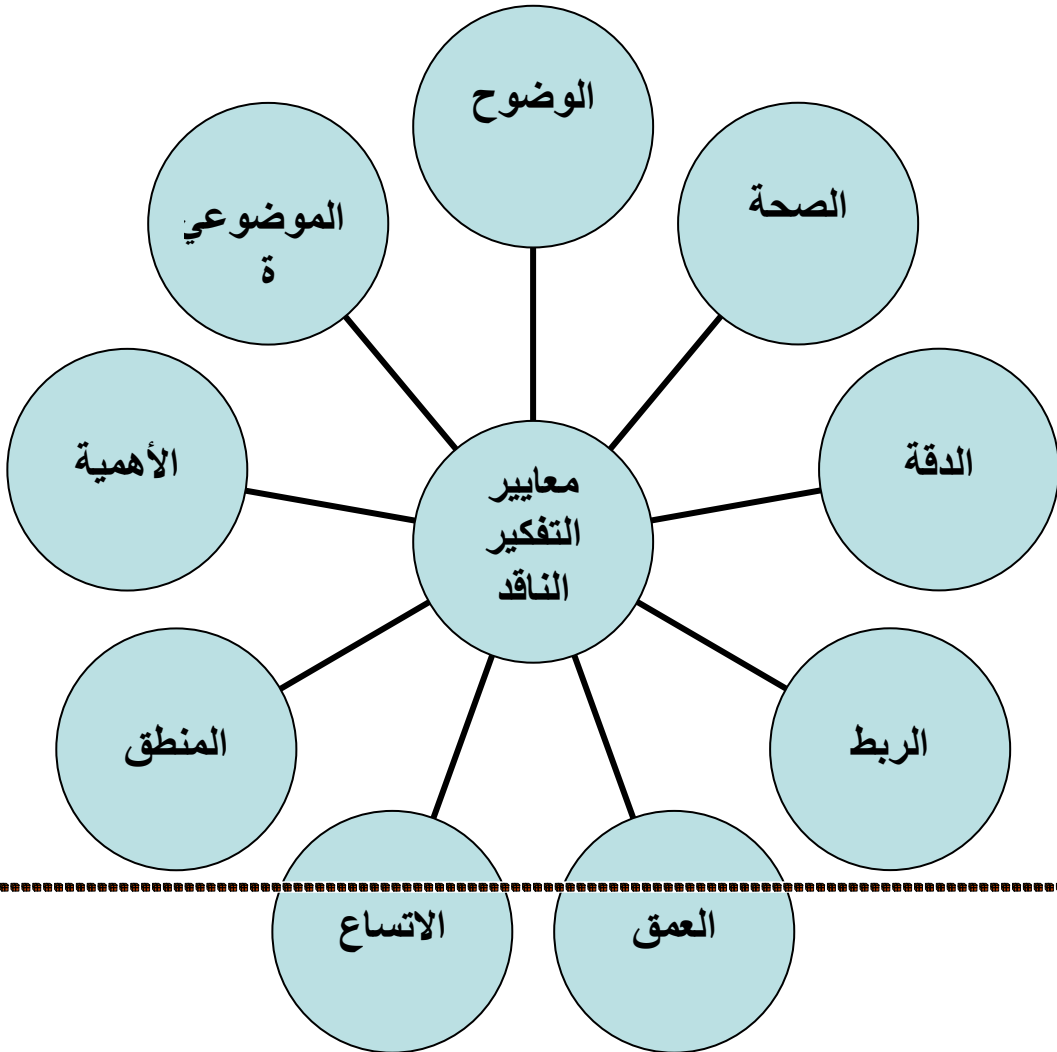 الوضوح
الصحة
الموضوعي
ة
الدقة
الأهمية
معايير
التفكير
الناقد
الربط
المنطق
العمق
الاتساع